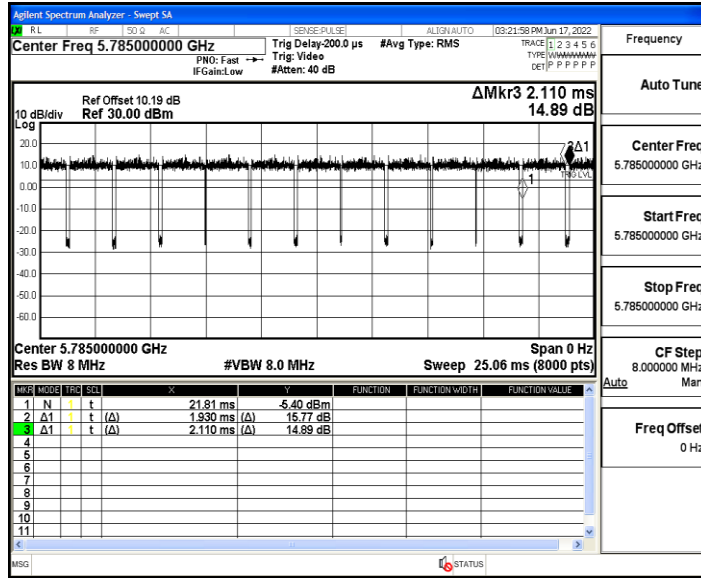 Agilent Spectrum Analyzer - Swept SA
RL RF 50 Ω AC SENSE:PULSE ALIGN AUTO 03:21:58 PM Jun 17, 2022
Center Freq 5.785000000 GHz Trig Delay-200.0 µs #Avg Type: RMS TRACE 1 2 3 4 5 6
PNO: Fast Trig: Video TYPE
IFGain:Low #Atten: 40 dB DET P P P P P P
ΔMkr3 2.110 ms
14.89 dB
Ref Offset 10.19 dB
10 dB/div Ref 30.00 dBm
Log
20.0
10.0
0.00
-10.0
-20.0
-30.0
-40.0
-50.0
-60.0
3Δ1
TRIG LVL
1
Center 5.785000000 GHz Span 0 Hz
Res BW 8 MHz #VBW 8.0 MHz Sweep 25.06 ms (8000 pts)
MKR MODE TRC SCL X Y FUNCTION FUNCTION WIDTH FUNCTION VALUE
1 N 1 t 21.81 ms -5.40 dBm
2 Δ1 1 t (Δ) 1.930 ms (Δ) 15.77 dB
3 Δ1 1 t (Δ) 2.110 ms (Δ) 14.89 dB
4
5
6
7
8
9
10
11
MSG STATUS
Frequency
Auto Tune
Center Freq
5.785000000 GHz
Start Freq
5.785000000 GHz
Stop Freq
5.785000000 GHz
CF Step
8.000000 MHz
Auto Man
Freq Offset
0 Hz